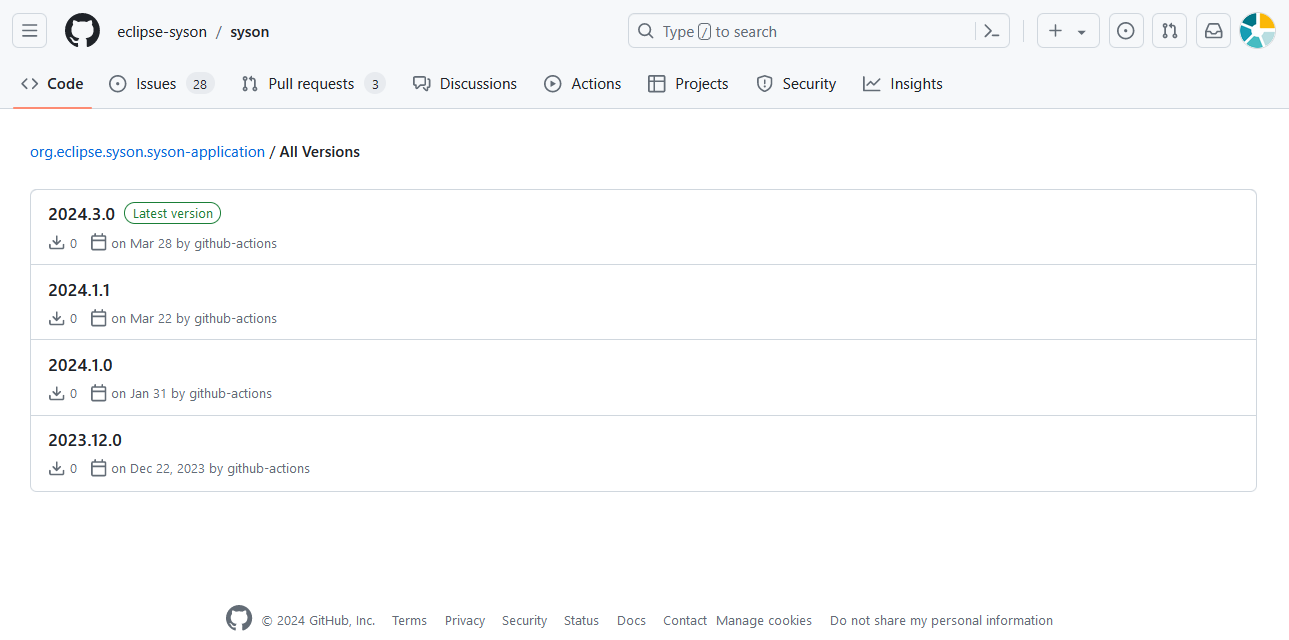 eclipse-syson / syson
Type / to search
Code Issues 28 Pull requests 3 Discussions Actions Projects Security Insights
org.eclipse.syson.syson-application / All Versions
2024.3.0 Latest version
0 on Mar 28 by github-actions
2024.1.1
0 on Mar 22 by github-actions
2024.1.0
0 on Jan 31 by github-actions
2023.12.0
0 on Dec 22, 2023 by github-actions
© 2024 GitHub, Inc. Terms Privacy Security Status Docs Contact Manage cookies Do not share my personal information